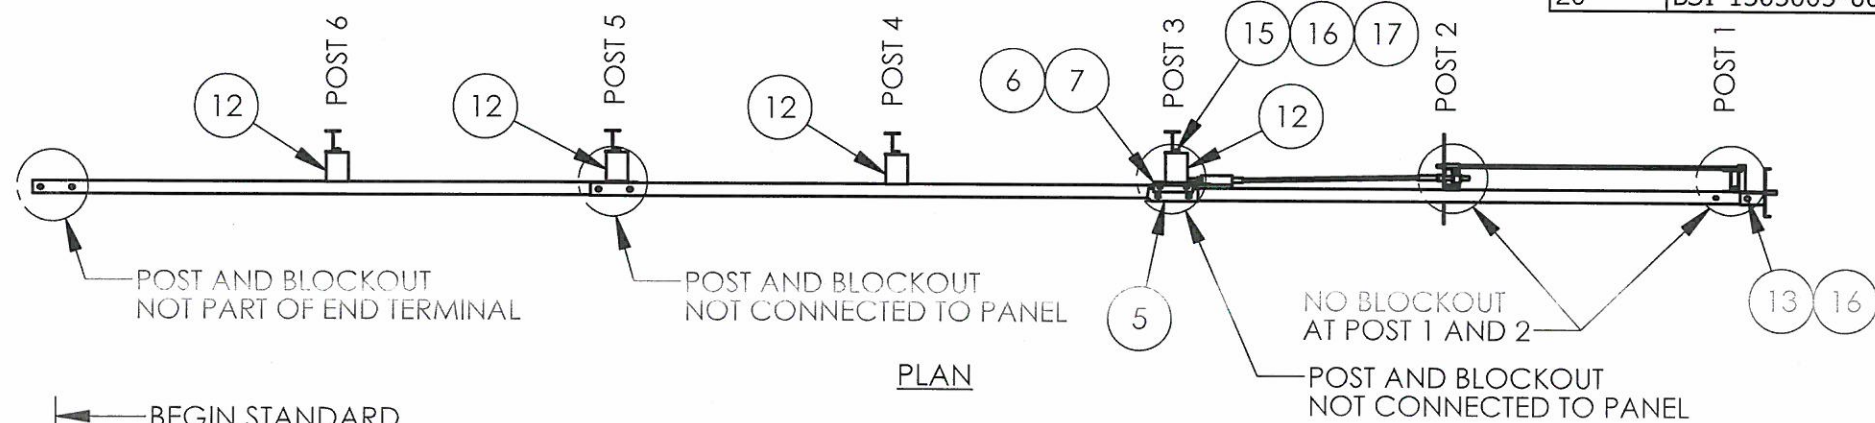 20
POST 6
POST 5
POST 4
POST 3
POST 2
POST 1
15 16 17
6 7
12
12
12
12
POST AND BLOCKOUT
NOT PART OF END TERMINAL
POST AND BLOCKOUT
NOT CONNECTED TO PANEL
5
NO BLOCKOUT
AT POST 1 AND 2
13 16
PLAN
POST AND BLOCKOUT
NOT CONNECTED TO PANEL
BEGIN STANDARD